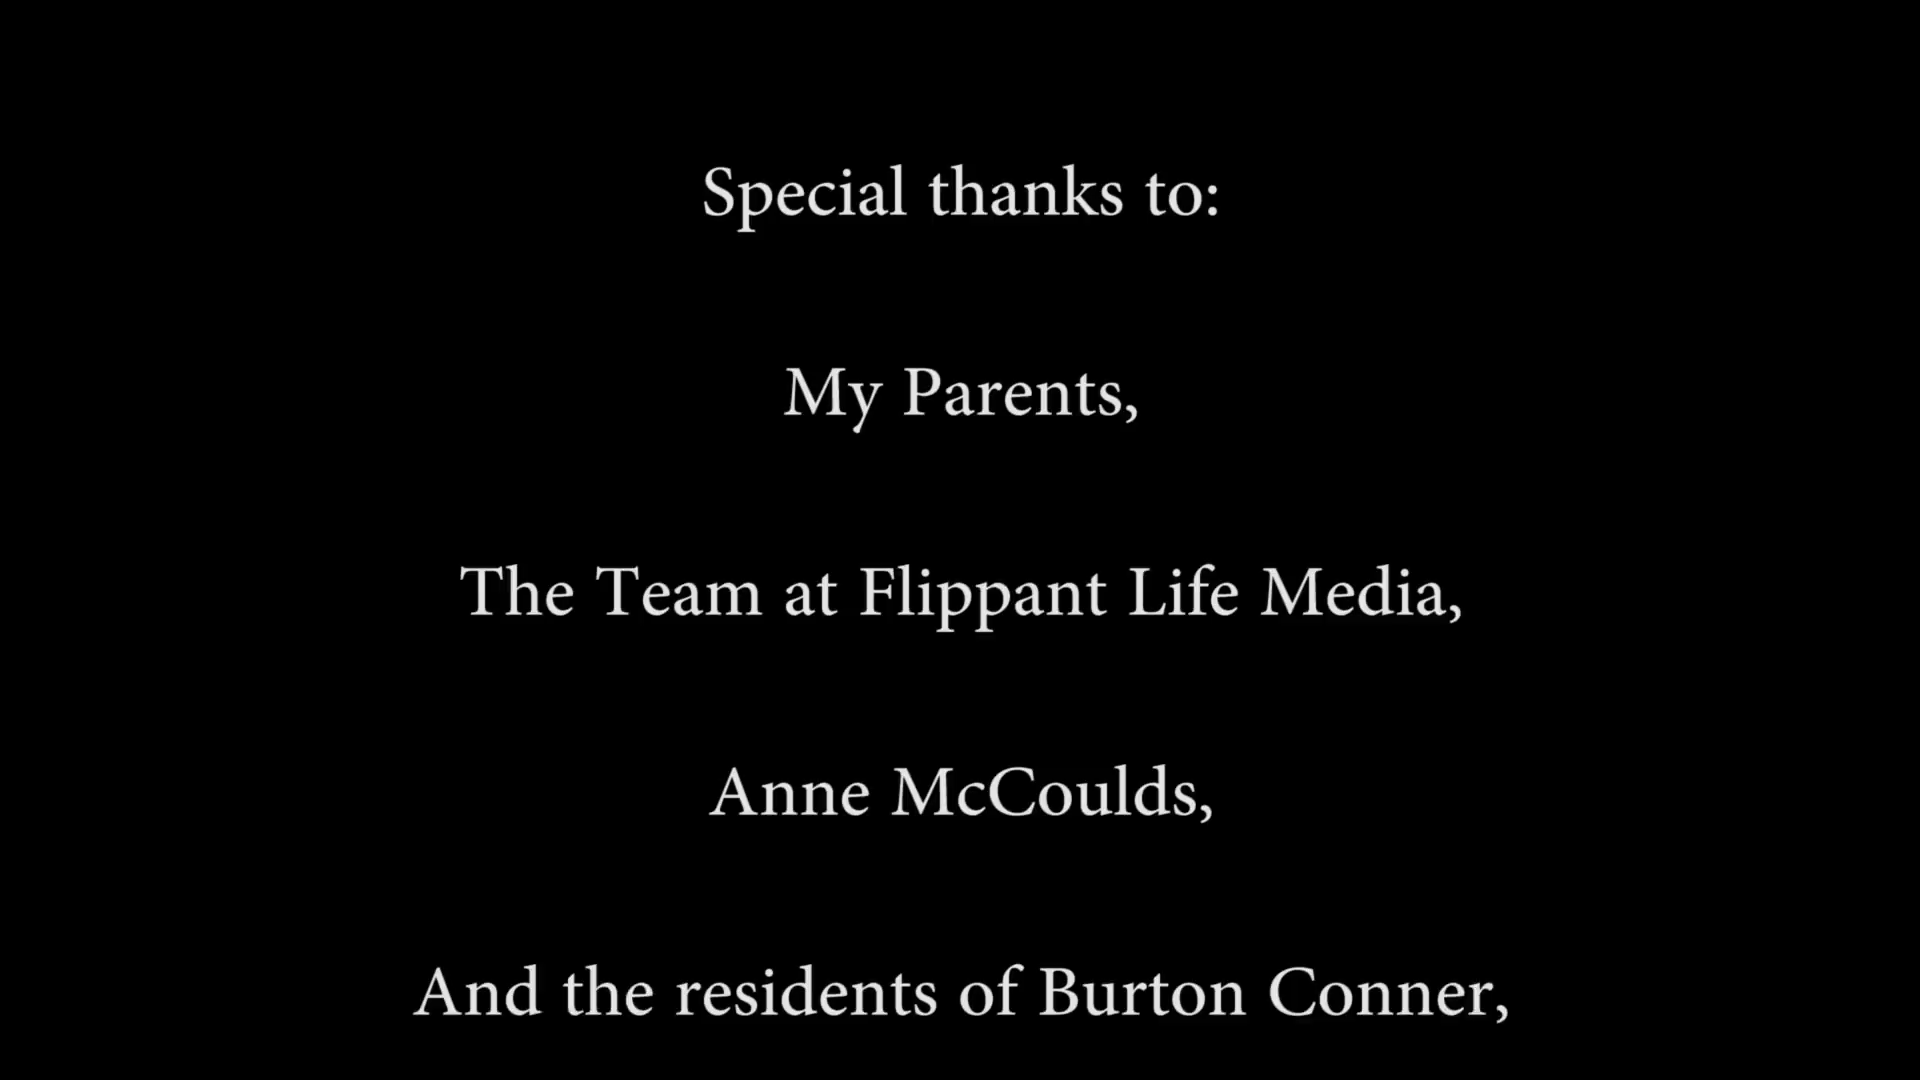 Special thanks to:
My Parents,
The Team at Flippant Life Media,
Anne McCoulds,
And the residents of Burton Conner,